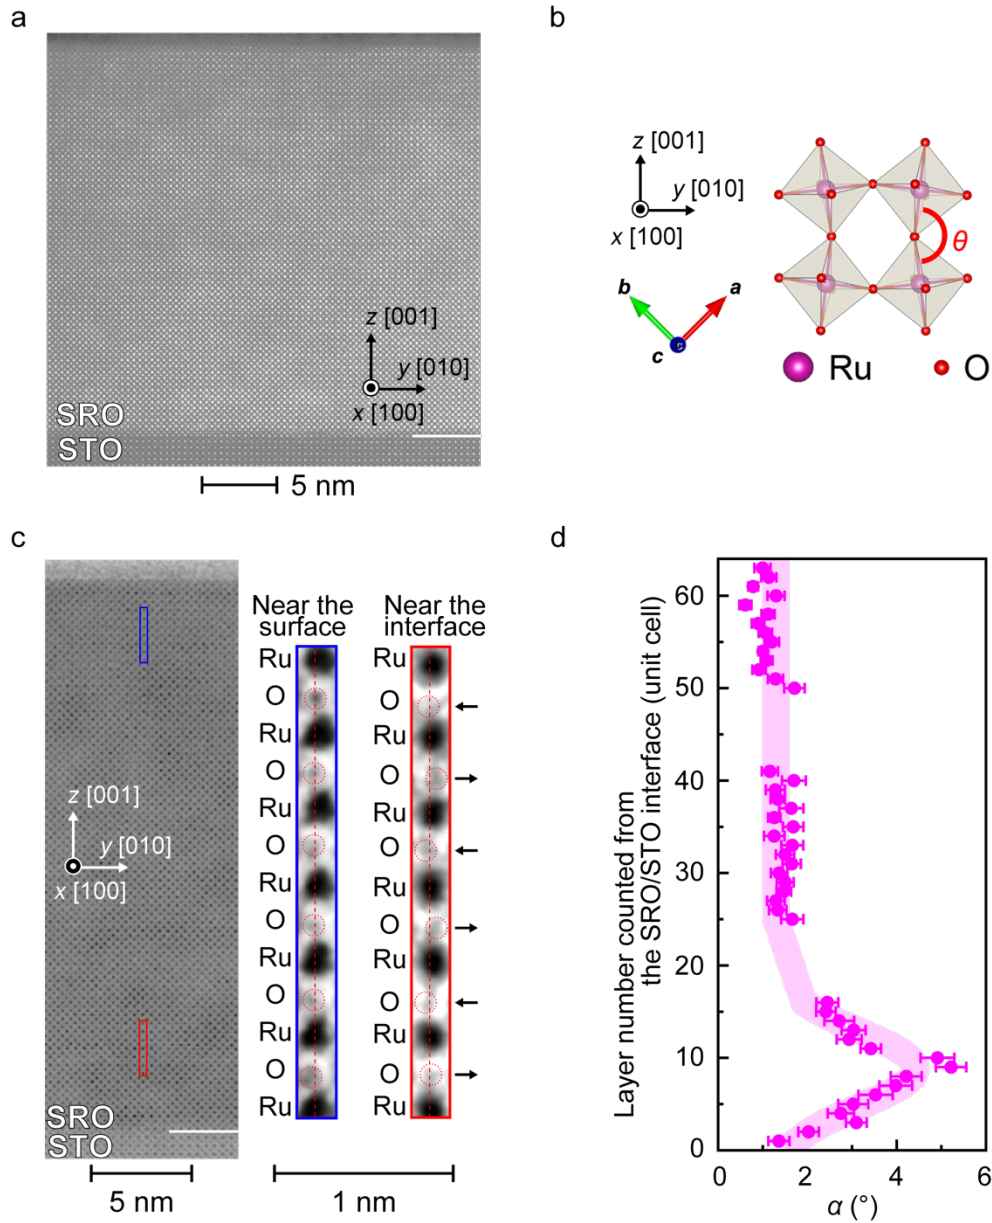 a
z [001]
y [010]
x [100]
SRO
STO
5 nm
b
z [001]
y [010]
x [100]
θ
b
a
c
Ru
O
c
z [001]
y [010]
x [100]
SRO
STO
5 nm
Near the
surface
Ru
O
Ru
O
Ru
O
Ru
O
Ru
O
Ru
O
Ru
Near the
interface
Ru
O
Ru
O
Ru
O
Ru
O
Ru
O
Ru
O
Ru
1 nm
d
Layer number counted from
the SRO/STO interface (unit cell)
60
50
40
30
20
10
0
0 2 4 6
α (°)